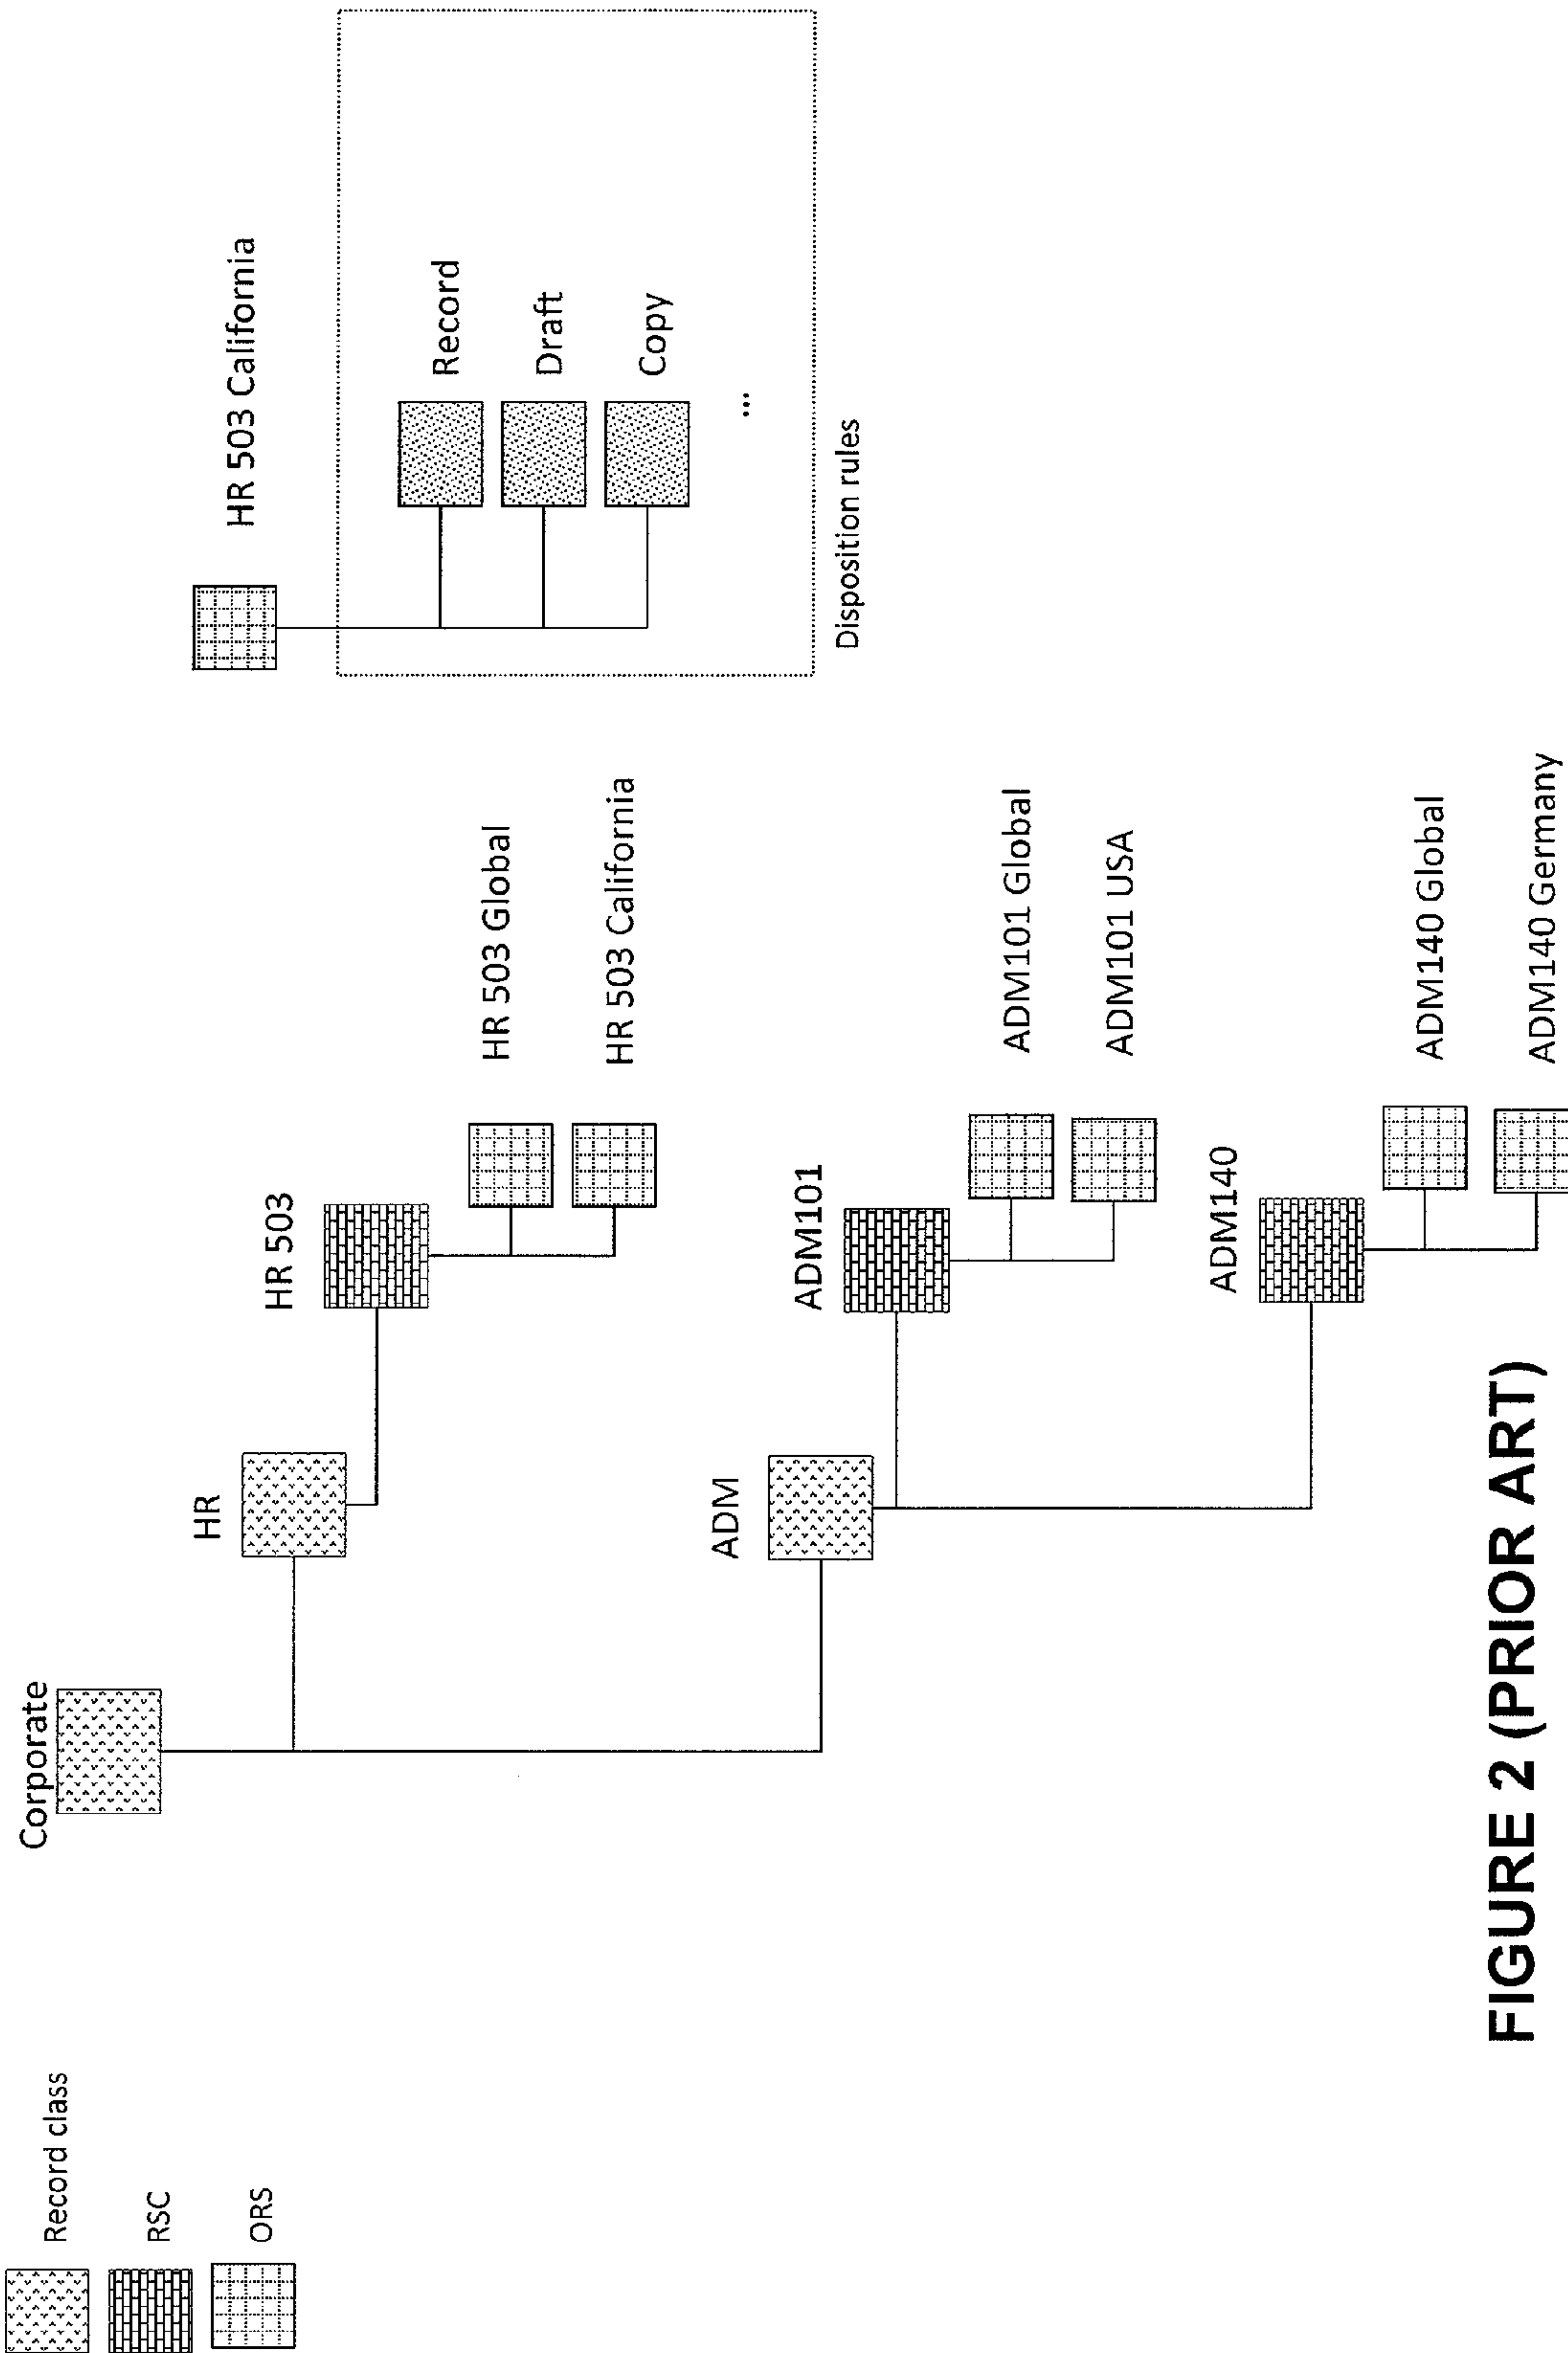 Record class
RSC
ORS
Corporate
HR
HR 503
HR 503 Global
HR 503 California
ADM
ADM101
ADM101 Global
ADM101 USA
ADM140
ADM140 Global
ADM140 Germany
HR 503 California
Record
Draft
Copy
...
Disposition rules
FIGURE 2 (PRIOR ART)